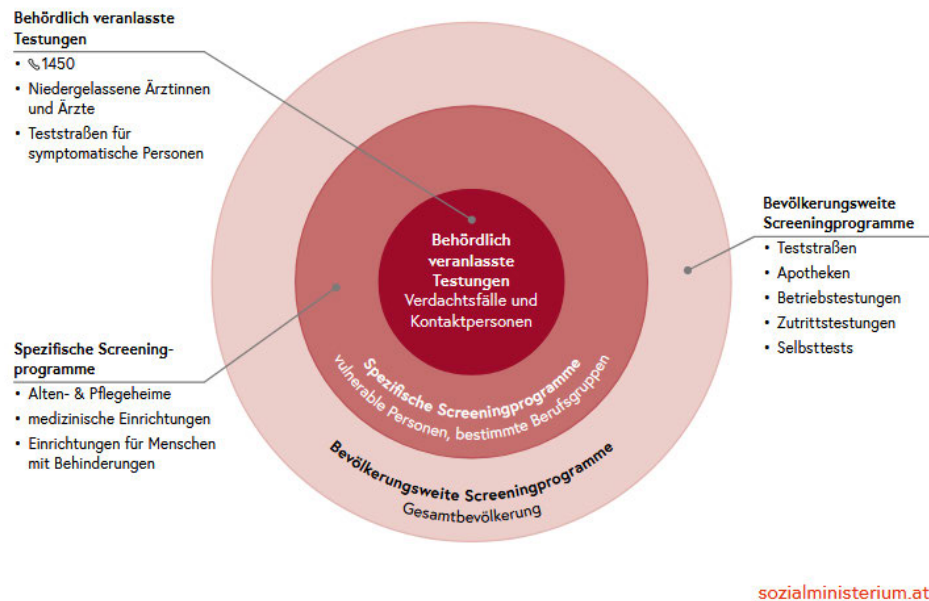 Behördlich veranlasste
Testungen
• 📞1450
• Niedergelassene Ärztinnen
und Ärzte
• Teststraßen für
symptomatische Personen
Spezifische Screening-
programme
• Alten- & Pflegeheime
• medizinische Einrichtungen
• Einrichtungen für Menschen
mit Behinderungen
Behördlich
veranlasste
Testungen
Verdachtsfälle und
Kontaktpersonen
Spezifische Screeningprogramme
vulnerable Personen, bestimmte Berufsgruppen
Bevölkerungsweite Screeningprogramme
Gesamtbevölkerung
Bevölkerungsweite
Screeningprogramme
• Teststraßen
• Apotheken
• Betriebstestungen
• Zutrittstestungen
• Selbsttests
sozialministerium.at